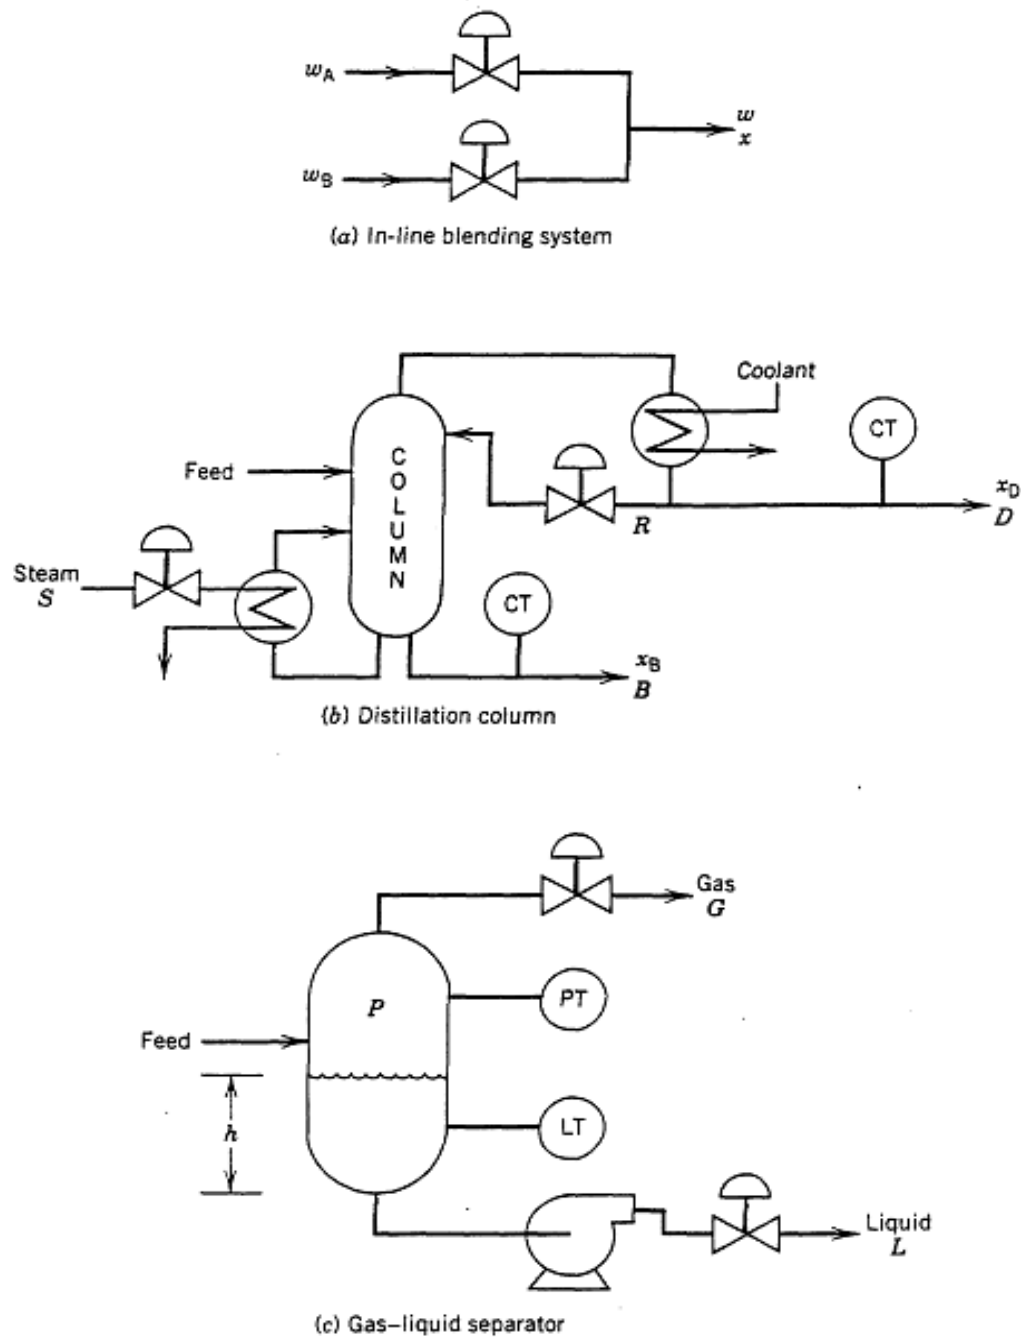 w_A
w
x
w_B
(a) In-line blending system
Coolant
CT
Feed
COLUMN
x_D
D
R
Steam
S
CT
x_B
B
(b) Distillation column
Gas
G
P
PT
Feed
h
LT
Liquid
L
(c) Gas–liquid separator